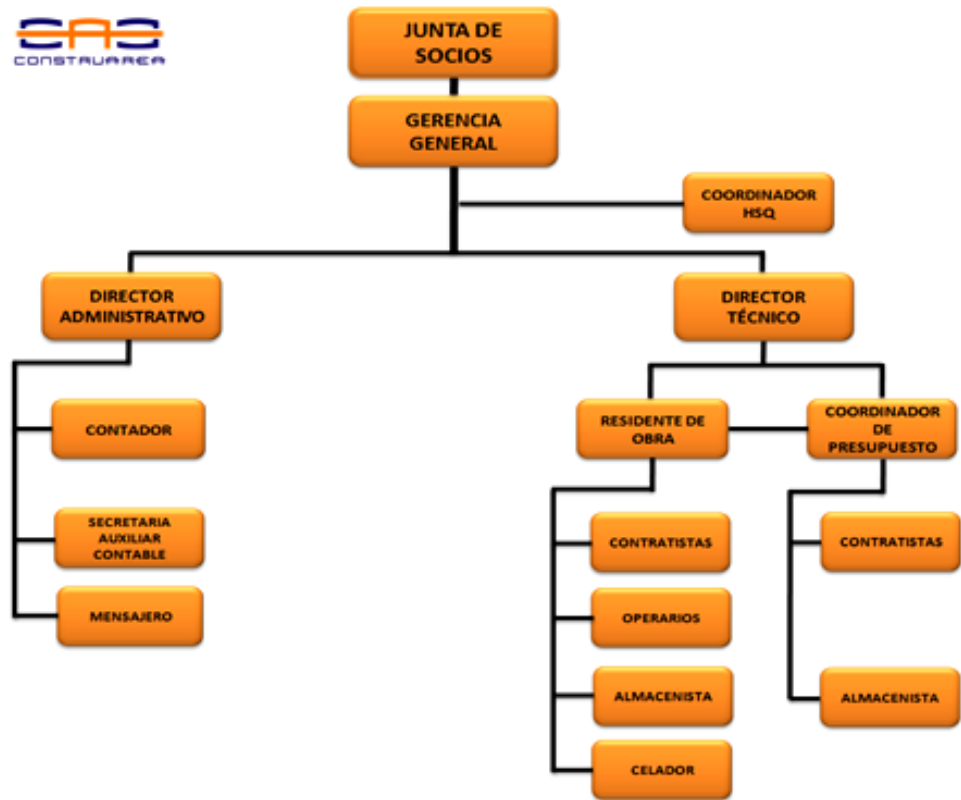 SAS
CONSTRUAREA
JUNTA DE
SOCIOS
GERENCIA
GENERAL
COORDINADOR
HSQ
DIRECTOR
ADMINISTRATIVO
DIRECTOR
TÉCNICO
CONTADOR
SECRETARIA
AUXILIAR
CONTABLE
MENSAJERO
RESIDENTE DE
OBRA
COORDINADOR
DE
PRESUPUESTO
CONTRATISTAS
OPERARIOS
ALMACENISTA
CELADOR
CONTRATISTAS
ALMACENISTA